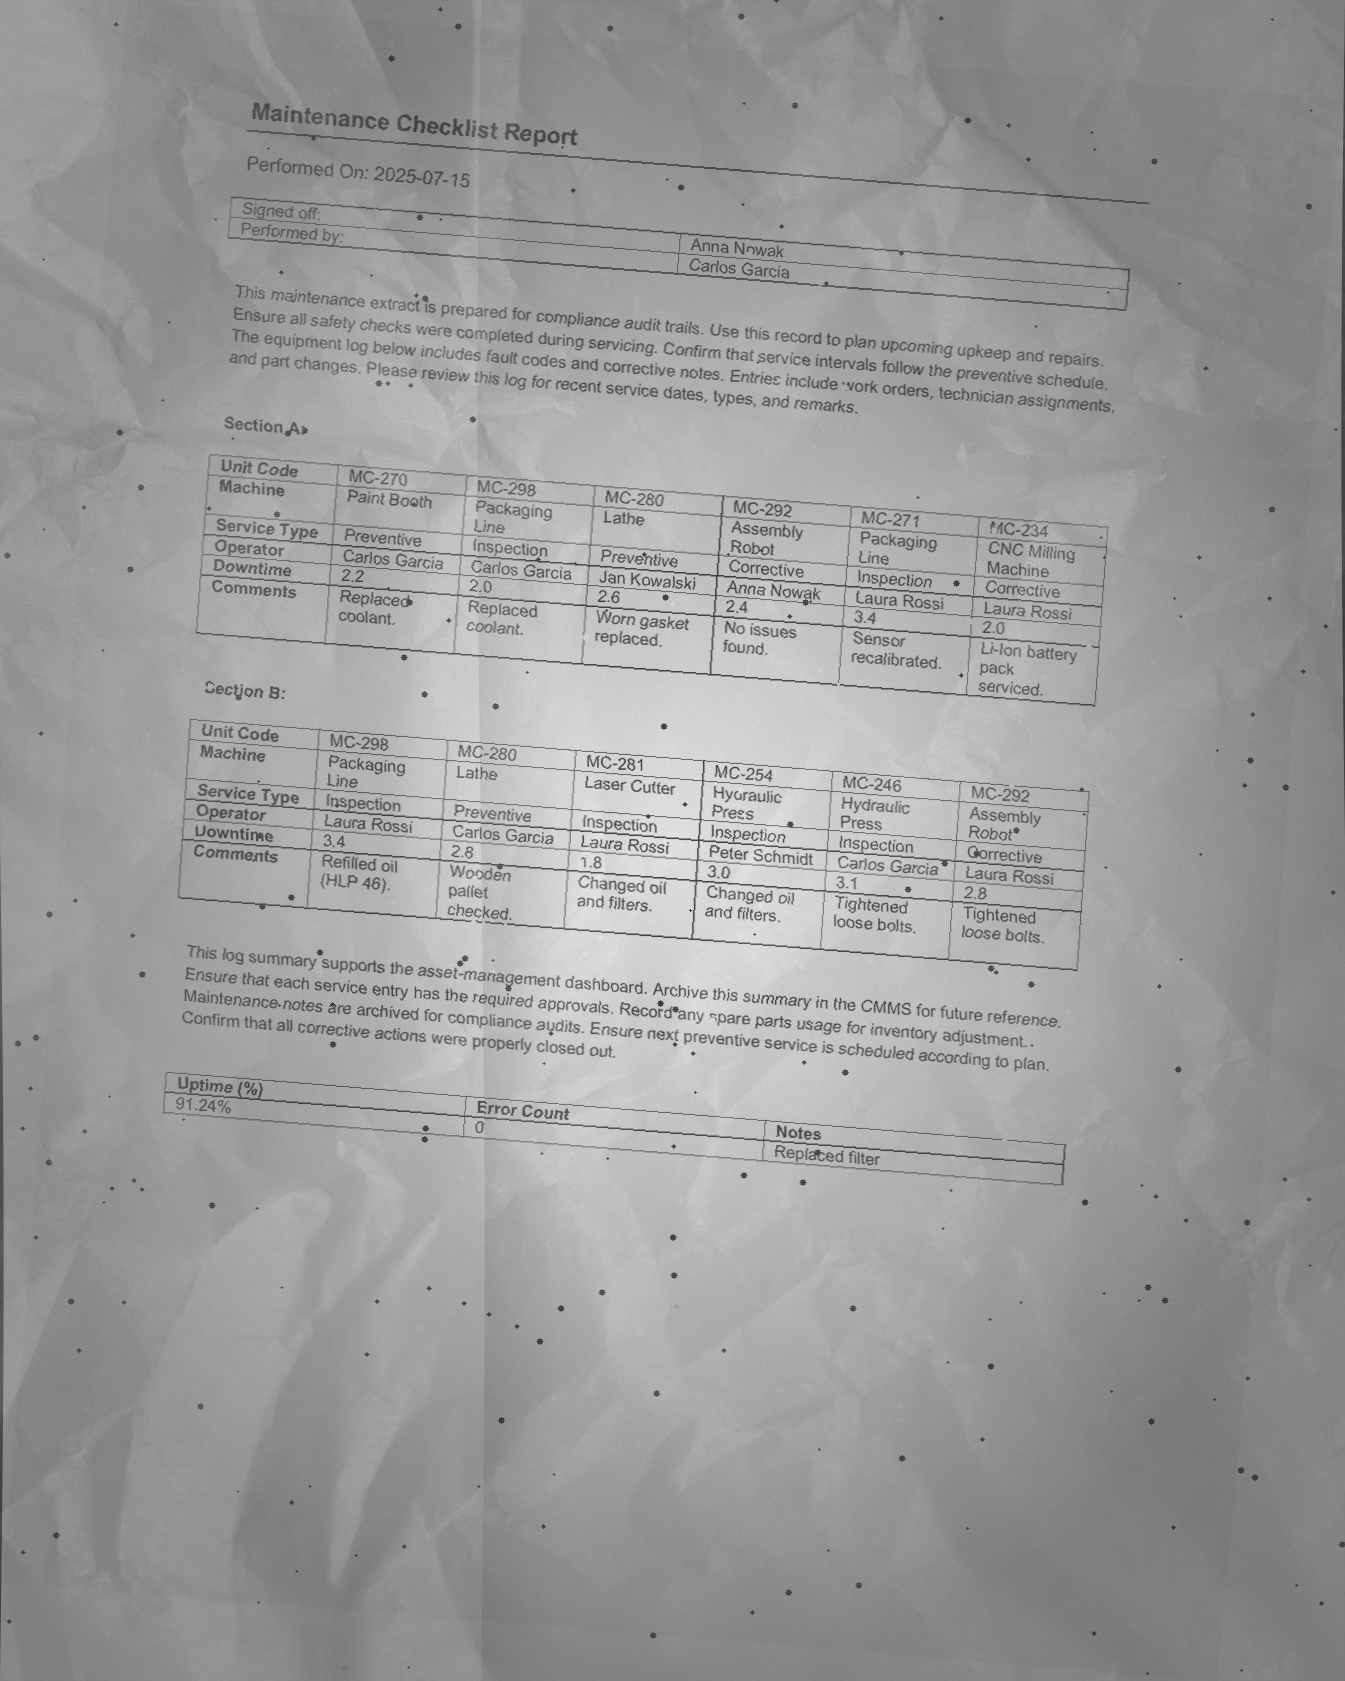 Maintenance Checklist Report
Performed On: 2025-07-15
Signed off: Anna Nowak
Performed by: Carlos Garcia
This maintenance extract is prepared for compliance audit trails. Use this record to plan upcoming upkeep and repairs.
Ensure all safety checks were completed during servicing. Confirm that service intervals follow the preventive schedule.
The equipment log below includes fault codes and corrective notes. Entries include work orders, technician assignments,
and part changes. Please review this log for recent service dates, types, and remarks.
Section A:
Unit Code MC-270 MC-298 MC-280 MC-292 MC-271 MC-234
Machine Paint Booth Packaging Lathe Assembly Packaging CNC Milling
Line Robot Line Machine
Service Type Preventive Inspection Preventive Corrective Inspection Corrective
Operator Carlos Garcia Carlos Garcia Jan Kowalski Anna Nowak Laura Rossi Laura Rossi
Downtime 2.2 2.0 2.6 2.4 3.4 2.0
Comments Replaced Replaced Worn gasket No issues Sensor Li-Ion battery
coolant. coolant. replaced. found. recalibrated. pack
serviced.
Section B:
Unit Code MC-298 MC-280 MC-281 MC-254 MC-246 MC-292
Machine Packaging Lathe Laser Cutter Hydraulic Hydraulic Assembly
Line Press Press Robot
Service Type Inspection Preventive Inspection Inspection Inspection Corrective
Operator Laura Rossi Carlos Garcia Laura Rossi Peter Schmidt Carlos Garcia Laura Rossi
Downtime 3.4 2.8 1.8 3.0 3.1 2.8
Comments Refilled oil Wooden Changed oil Changed oil Tightened Tightened
(HLP 46). pallet and filters. and filters. loose bolts. loose bolts.
checked.
This log summary supports the asset-management dashboard. Archive this summary in the CMMS for future reference.
Ensure that each service entry has the required approvals. Record any spare parts usage for inventory adjustment.
Maintenance notes are archived for compliance audits. Ensure next preventive service is scheduled according to plan.
Confirm that all corrective actions were properly closed out.
Uptime (%) Error Count Notes
91.24% 0 Replaced filter